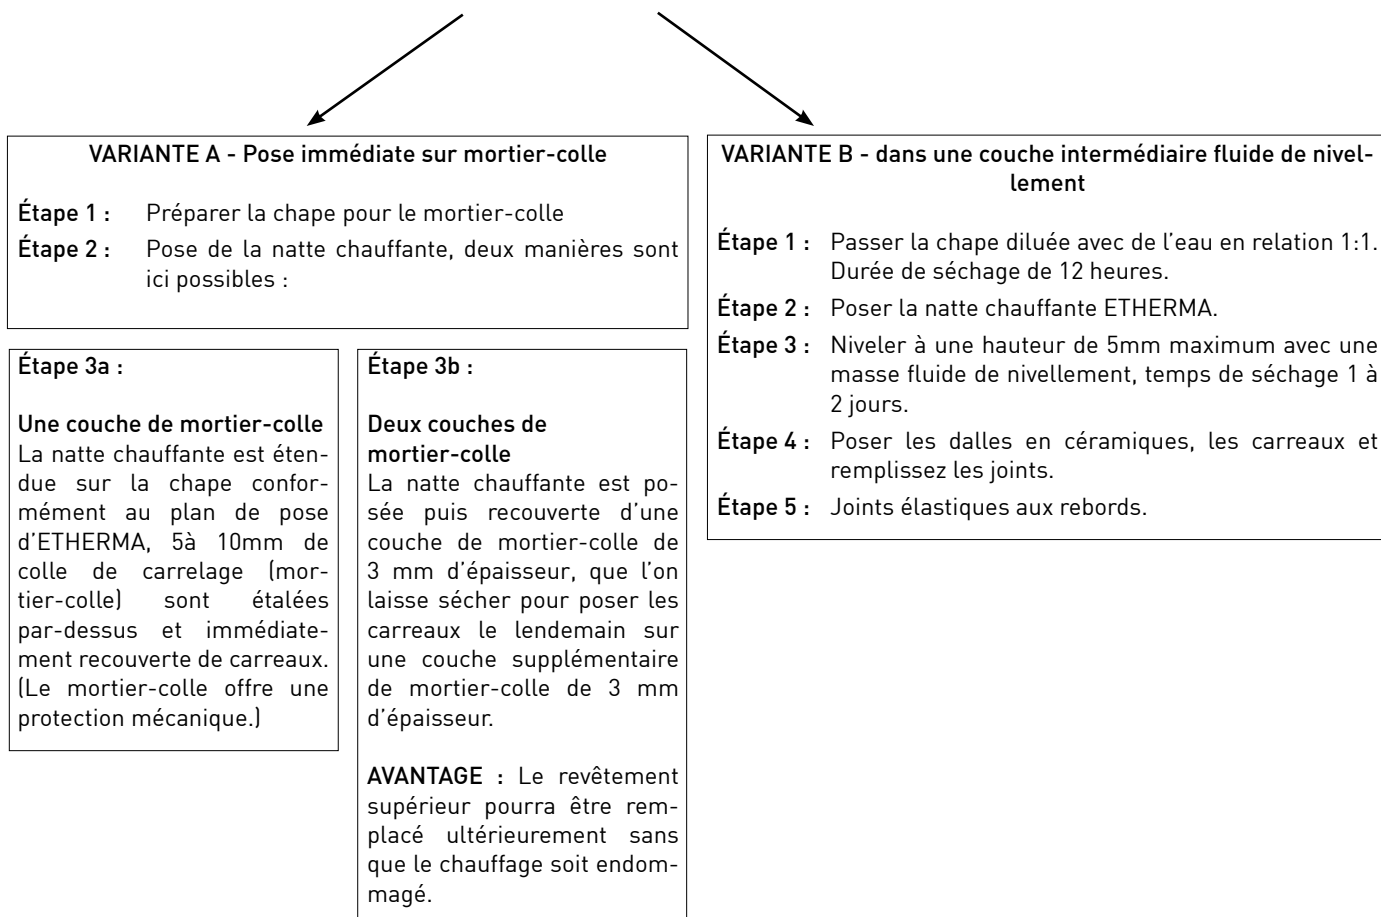 VARIANTE A - Pose immédiate sur mortier-colle
Étape 1 : Préparer la chape pour le mortier-colle
Étape 2 : Pose de la natte chauffante, deux manières sont
ici possibles :
Étape 3a :
Une couche de mortier-colle
La natte chauffante est éten-
due sur la chape confor-
mément au plan de pose
d'ETHERMA, 5à 10mm de
colle de carrelage (mor-
tier-colle) sont étalées
par-dessus et immédiate-
ment recouverte de carreaux.
(Le mortier-colle offre une
protection mécanique.)
Étape 3b :
Deux couches de
mortier-colle
La natte chauffante est po-
sée puis recouverte d'une
couche de mortier-colle de
3 mm d'épaisseur, que l'on
laisse sécher pour poser les
carreaux le lendemain sur
une couche supplémentaire
de mortier-colle de 3 mm
d'épaisseur.
AVANTAGE : Le revêtement
supérieur pourra être rem-
placé ultérieurement sans
que le chauffage soit endom-
magé.
VARIANTE B - dans une couche intermédiaire fluide de nivel-
lement
Étape 1 : Passer la chape diluée avec de l'eau en relation 1:1.
Durée de séchage de 12 heures.
Étape 2 : Poser la natte chauffante ETHERMA.
Étape 3 : Niveler à une hauteur de 5mm maximum avec une
masse fluide de nivellement, temps de séchage 1 à
2 jours.
Étape 4 : Poser les dalles en céramiques, les carreaux et
remplissez les joints.
Étape 5 : Joints élastiques aux rebords.